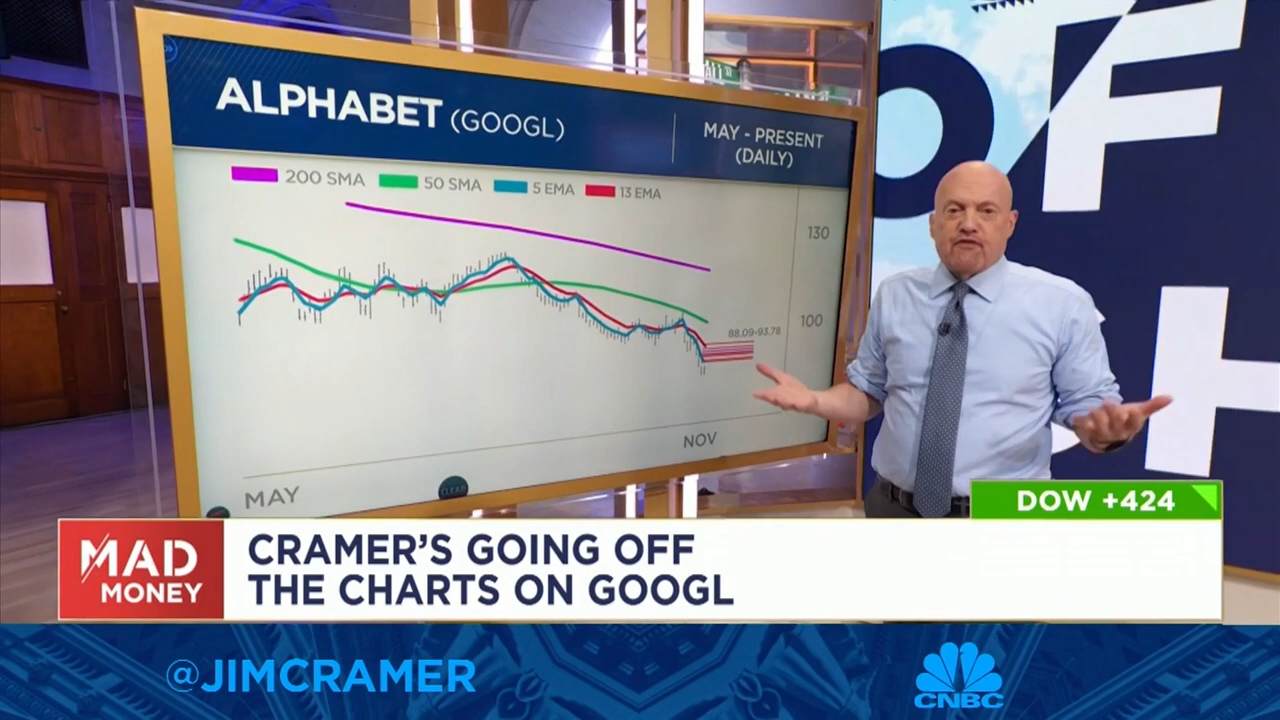 ALPHABET (GOOGL)
MAY - PRESENT
(DAILY)
200 SMA
50 SMA
5 EMA
13 EMA
130
100
88.09-93.78
NOV
MAY
CLEAR
OFF
H
DOW +424
MAD
MONEY
CRAMER'S GOING OFF
THE CHARTS ON GOOGL
@JIMCRAMER
CNBC